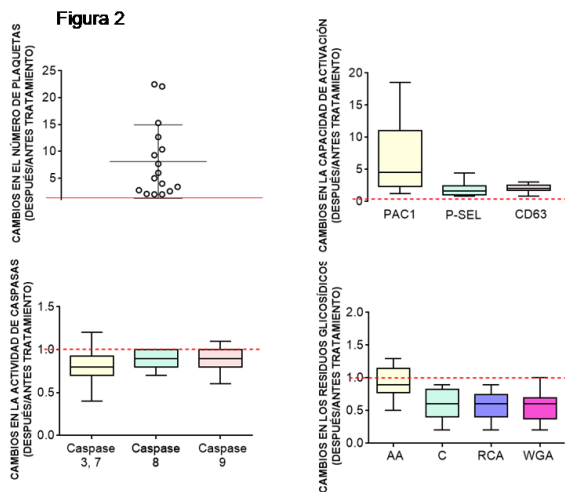 Figura 2
CAMBIOS EN EL NÚMERO DE PLAQUETAS
(DESPUÉS/ANTES TRATAMIENTO)
25
20
15
10
5
CAMBIOS EN LA CAPACIDAD DE ACTIVACIÓN
(DESPUÉS/ANTES TRATAMIENTO)
20
15
10
5
0
PAC1
P-SEL
CD63
CAMBIOS EN LA ACTIVIDAD DE CASPASAS
(DESPUÉS/ANTES TRATAMIENTO)
1.5
1.0
0.5
0.0
Caspase
3, 7
Caspase
8
Caspase
9
CAMBIOS EN LOS RESIDUOS GLICOSÍDICOS
(DESPUÉS/ANTES TRATAMIENTO)
2.0
1.5
1.0
0.5
0.0
AA
C
RCA
WGA